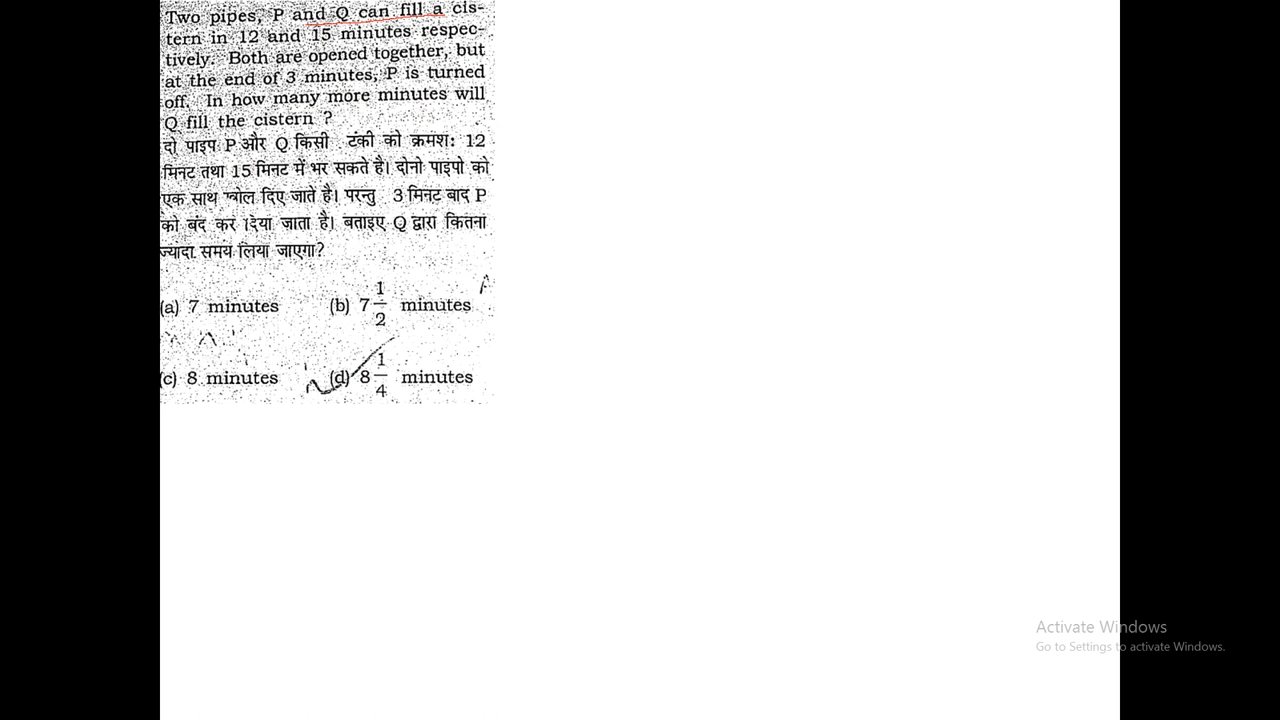 Two pipes, P and Q can fill a cis-
tern in 12 and 15 minutes respec-
tively. Both are opened together, but
at the end of 3 minutes, P is turned
off. In how many more minutes will
Q fill the cistern ?
दो पाइप P और Q किसी टंकी को क्रमश: 12
मिनट तथा 15 मिनट में भर सकते है। दोनो पाइपो को
एक साथ खोल दिए जाते है। परन्तु 3 मिनट बाद P
को बंद कर दिया जाता है। बताइए Q द्वारा कितना
ज्यादा समय लिया जाएगा?
(a) 7 minutes (b) 7 1/2 minutes
(c) 8 minutes (d) 8 1/4 minutes
Activate Windows
Go to Settings to activate Windows.